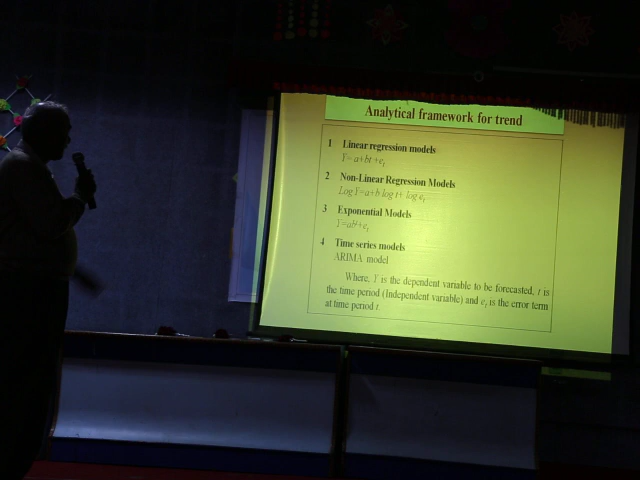 Analytical framework for trend
1 Linear regression models
Y= a+bt +eₜ
2 Non-Linear Regression Models
Log Y=a+b log t+ log eₜ
3 Exponential Models
Y=abᵗ+eₜ
4 Time series models
ARIMA model
Where, Y is the dependent variable to be forecasted, t is
the time period (Independent variable) and eₜ is the error term
at time period t.